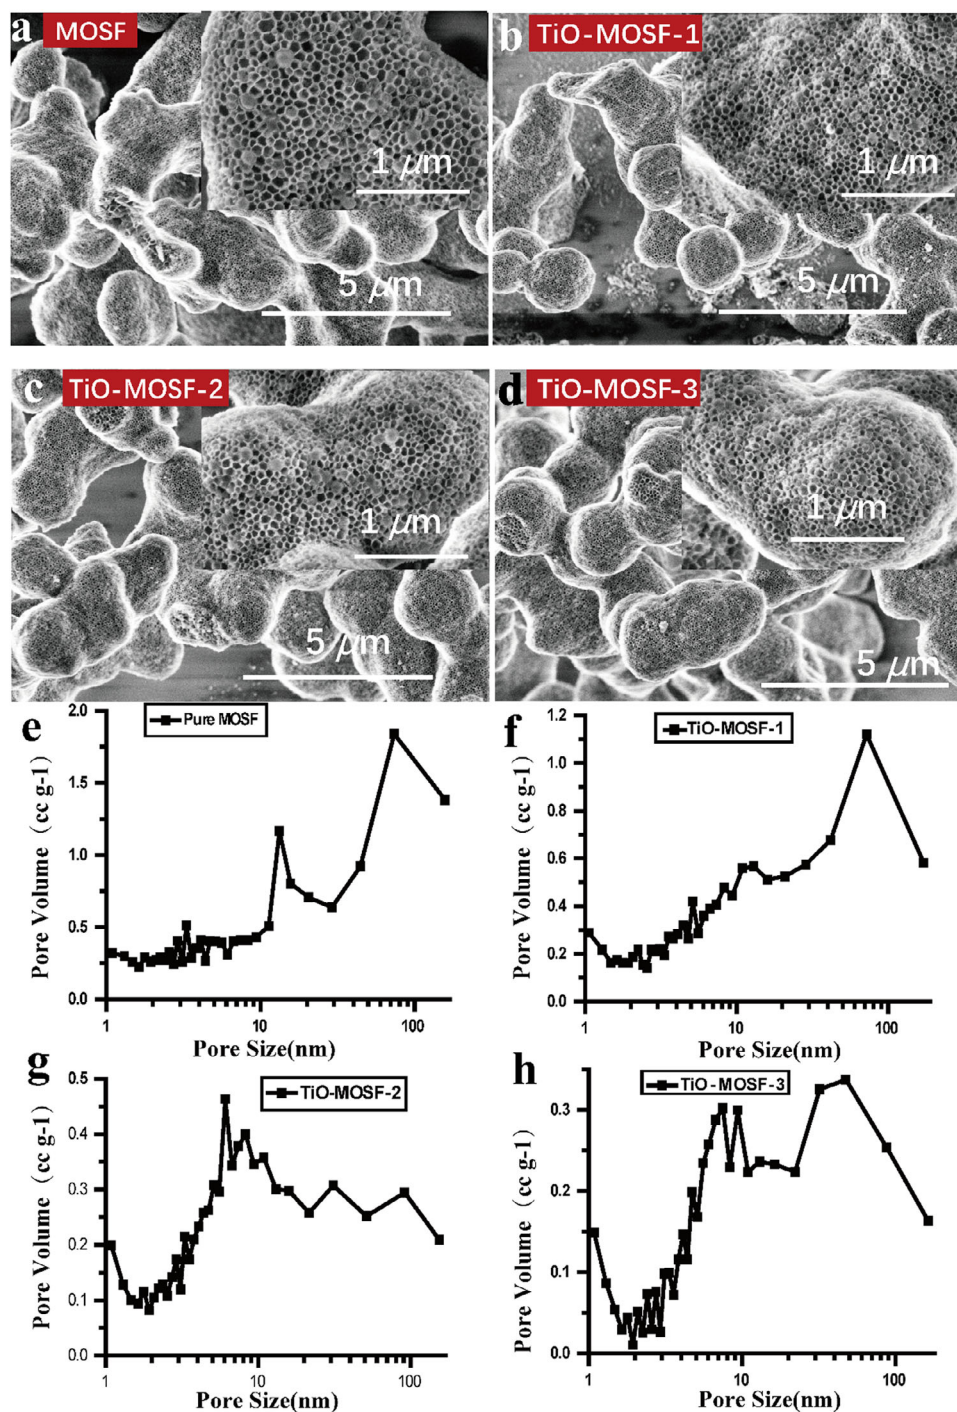 a MOSF
1 μm
5 μm
b TiO-MOSF-1
1 μm
5 μm
c TiO-MOSF-2
1 μm
5 μm
d TiO-MOSF-3
1 μm
5 μm
e
Pure MOSF
2.0
1.5
1.0
0.5
0.0
Pore Volume (cc g-1)
1 10 100
Pore Size(nm)
f
TiO-MOSF-1
1.2
1.0
0.8
0.6
0.4
0.2
0.0
Pore Volume (cc g-1)
1 10 100
Pore Size(nm)
g
TiO-MOSF-2
0.5
0.4
0.3
0.2
0.1
0.0
Pore Volume (cc g-1)
1 10 100
Pore Size(nm)
h
TiO-MOSF-3
0.3
0.2
0.1
0.0
Pore Volume (cc g-1)
1 10 100
Pore Size(nm)